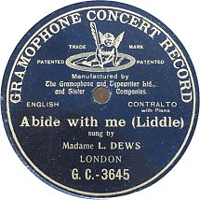 GRAMOPHONE CONCERT RECORD
TRADE MARK
PATENTED PATENTED
Manufactured by
The Gramophone and Typewriter Ltd.,
and Sister Companies.
ENGLISH CONTRALTO
with Piano
Abide with me (Liddle)
sung by
Madame L. DEWS
LONDON
G. C.-3645